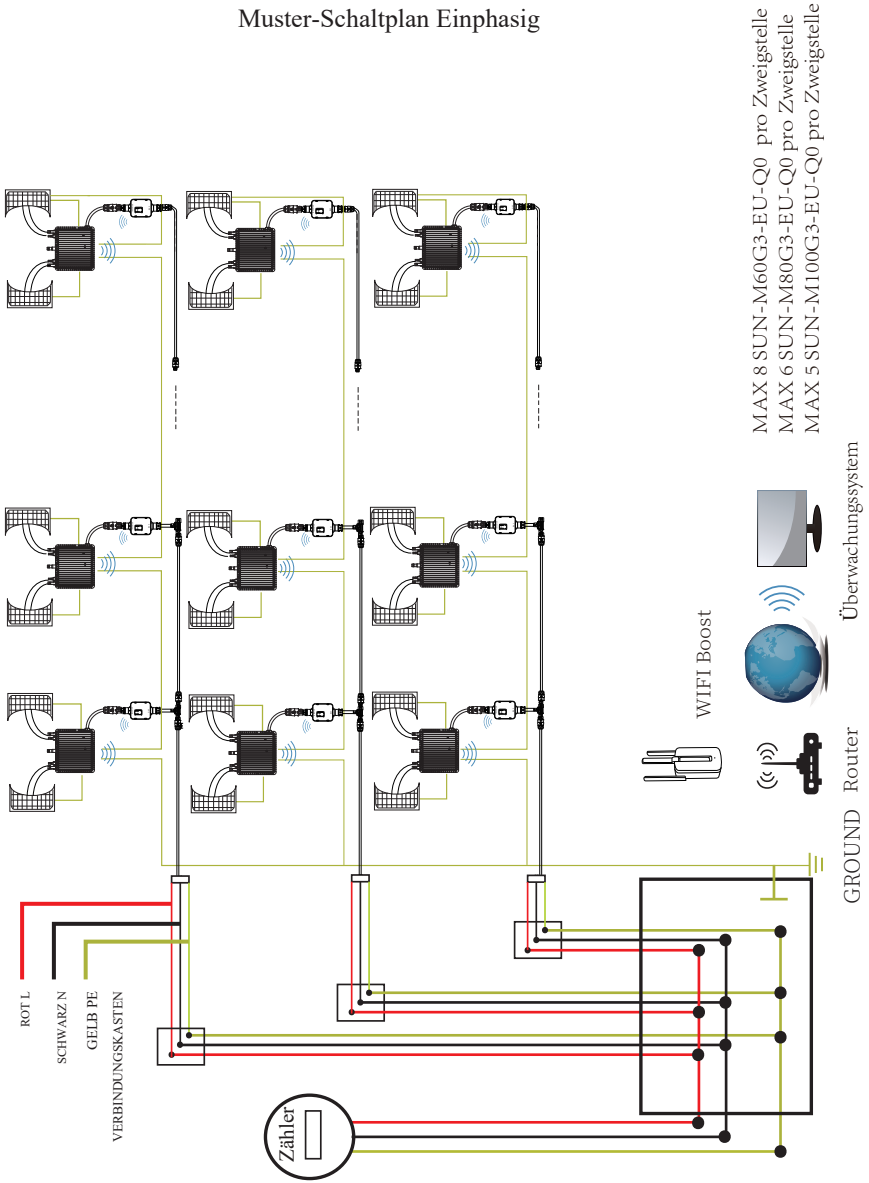 Muster-Schaltplan Einphasig
MAX 8 SUN-M60G3-EU-Q0 pro Zweigstelle
MAX 6 SUN-M80G3-EU-Q0 pro Zweigstelle
MAX 5 SUN-M100G3-EU-Q0 pro Zweigstelle
WIFI Boost
Überwachungssystem
Router
GROUND
ROT L
SCHWARZ N
GELB PE
VERBINDUNGSKASTEN
Zähler